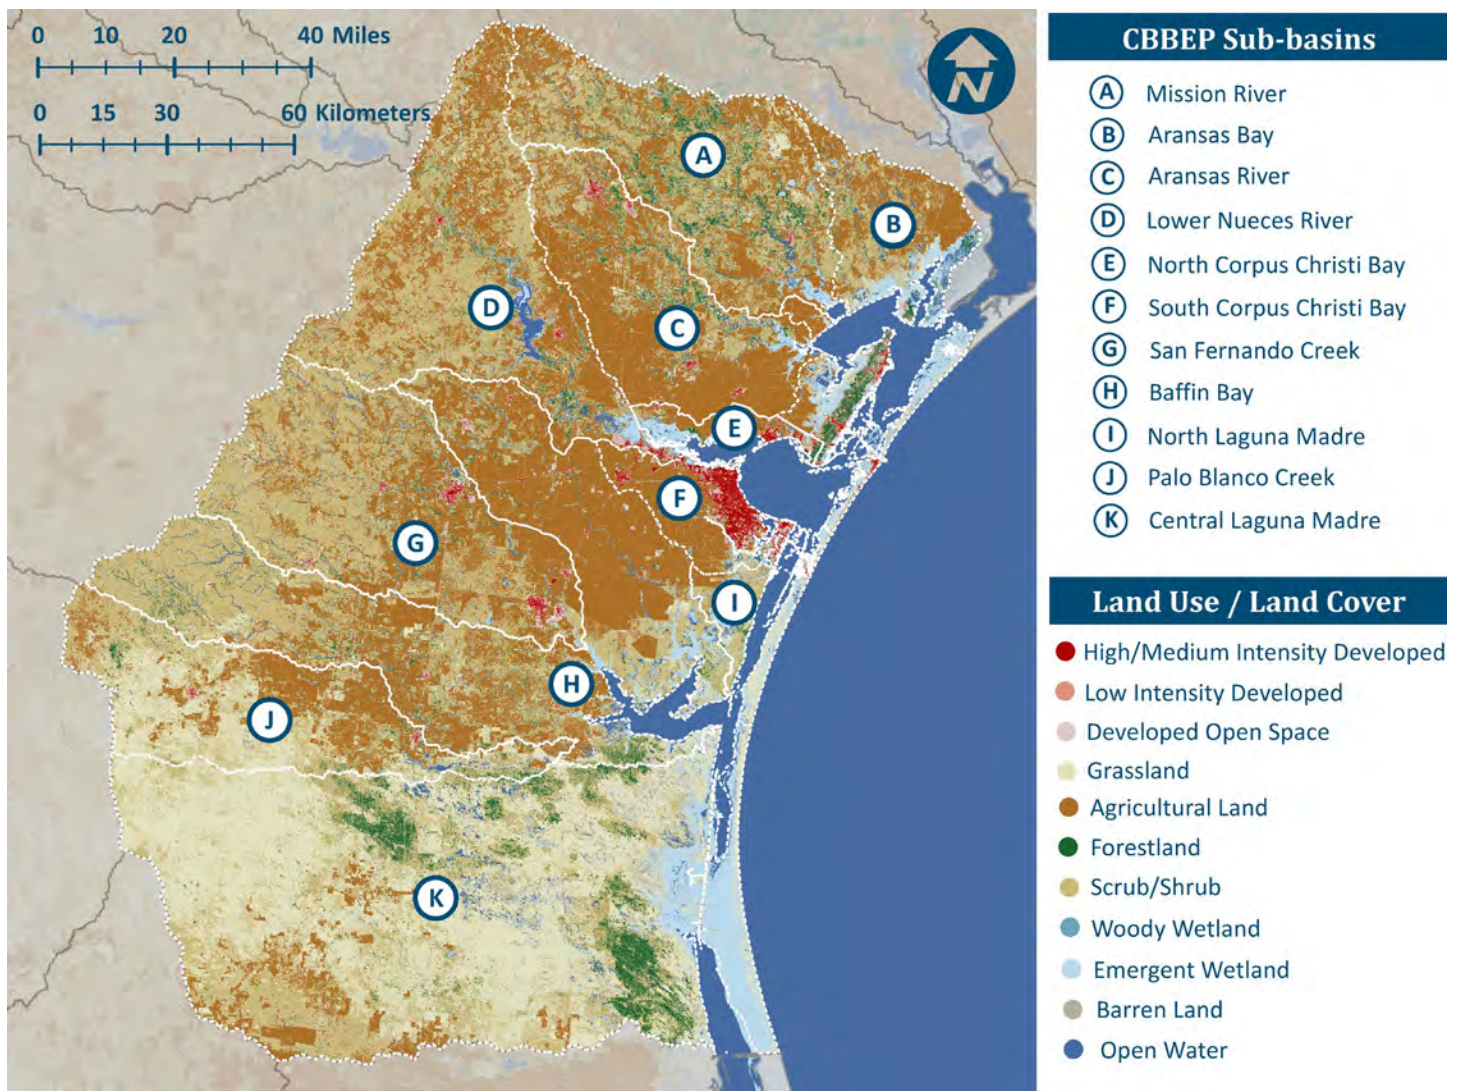 0 10 20 40 Miles
0 15 30 60 Kilometers
N
A
B
C
D
E
F
G
H
I
J
K
CBBEP Sub-basins
A Mission River
B Aransas Bay
C Aransas River
D Lower Nueces River
E North Corpus Christi Bay
F South Corpus Christi Bay
G San Fernando Creek
H Baffin Bay
I North Laguna Madre
J Palo Blanco Creek
K Central Laguna Madre
Land Use / Land Cover
High/Medium Intensity Developed
Low Intensity Developed
Developed Open Space
Grassland
Agricultural Land
Forestland
Scrub/Shrub
Woody Wetland
Emergent Wetland
Barren Land
Open Water